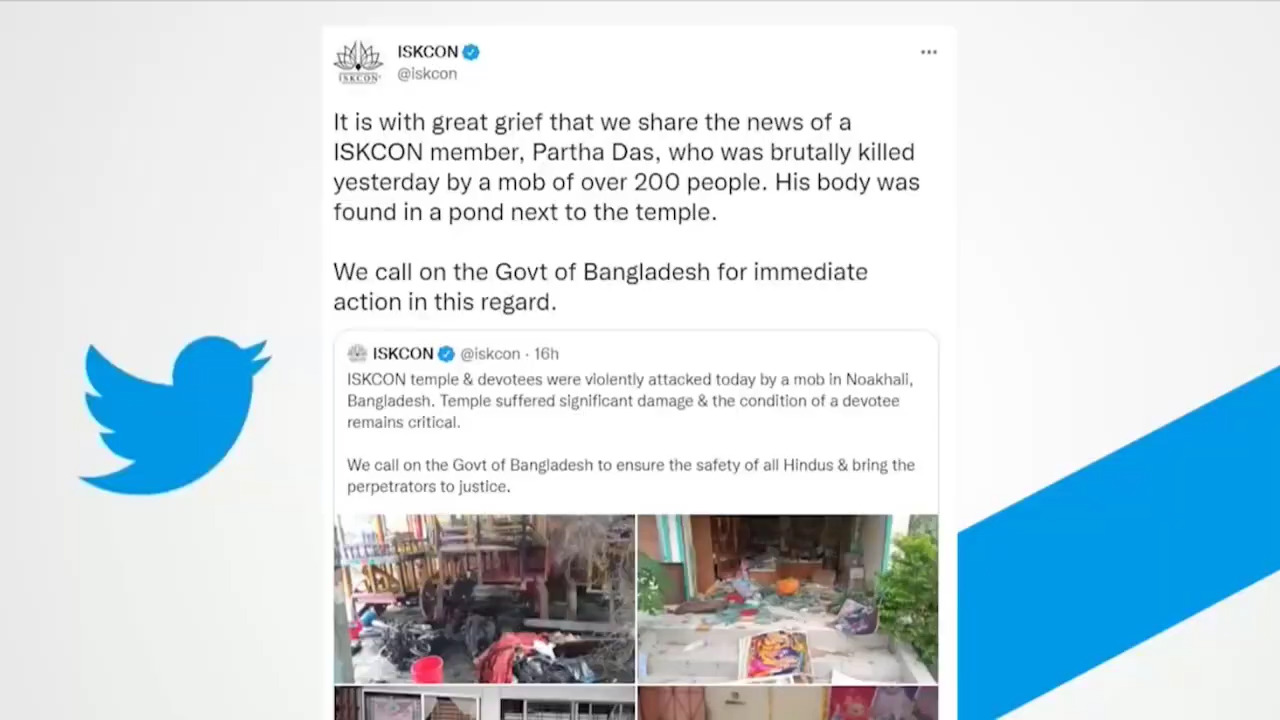 ISKCON
ISKCON
@iskcon
It is with great grief that we share the news of a
ISKCON member, Partha Das, who was brutally killed
yesterday by a mob of over 200 people. His body was
found in a pond next to the temple.
We call on the Govt of Bangladesh for immediate
action in this regard.
ISKCON @iskcon · 16h
ISKCON temple & devotees were violently attacked today by a mob in Noakhali,
Bangladesh. Temple suffered significant damage & the condition of a devotee
remains critical.
We call on the Govt of Bangladesh to ensure the safety of all Hindus & bring the
perpetrators to justice.